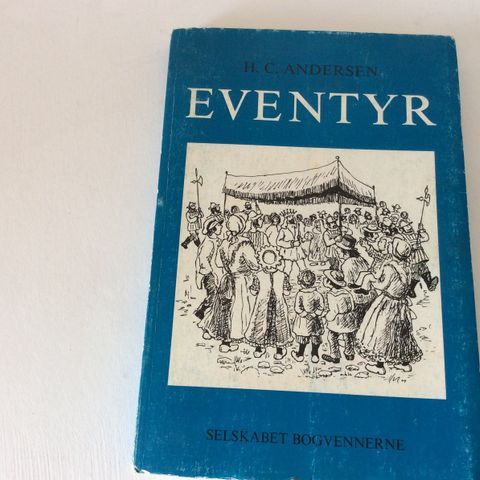 H. C. ANDERSEN
EVENTYR
SELSKABET BOGVENNERNE